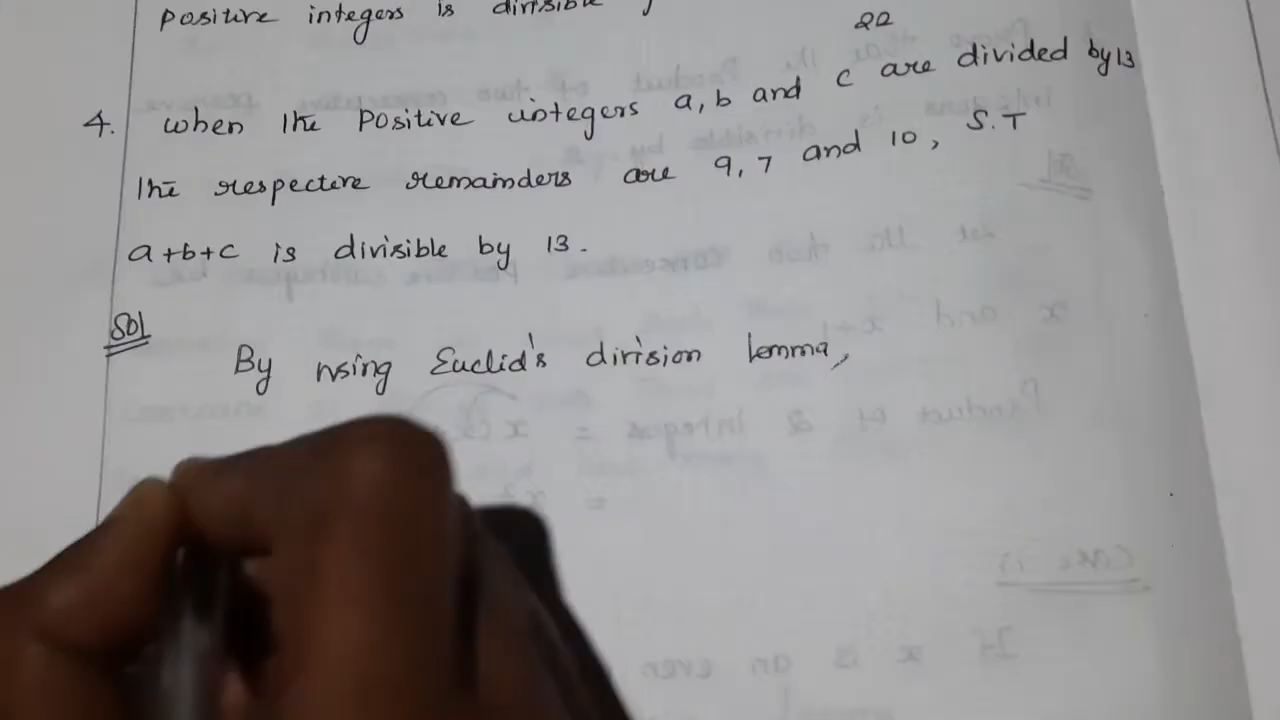 positive integers is divisible
22
4. when the positive integers a, b and c are divided by 13
the respective remainders are 9, 7 and 10, S.T
a+b+c is divisible by 13.
Sol
By using Euclid's division lemma,